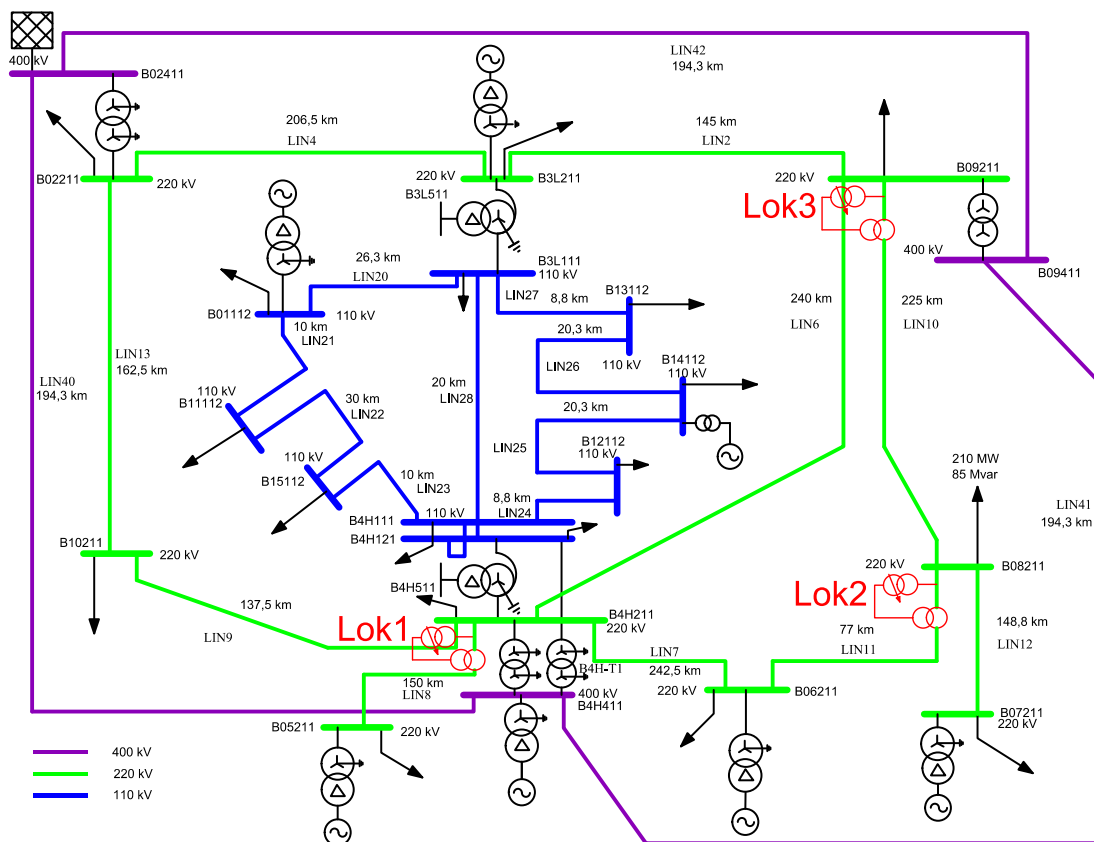 LIN42
194,3 km
400 kV
B02411
206,5 km
LIN4
145 km
LIN2
B02211
220 kV
220 kV
B3L211
B3L511
220 kV
B09211
Lok3
400 kV
B09411
26,3 km
LIN20
B3L111
110 kV
LIN27
8,8 km
B13112
B01112
110 kV
10 km
LIN21
20,3 km
LIN26
110 kV
240 km
LIN6
225 km
LIN10
LIN13
162,5 km
LIN40
194,3 km
B14112
110 kV
20 km
LIN28
110 kV
B11112
30 km
LIN22
20,3 km
LIN25
B12112
110 kV
110 kV
B15112
10 km
LIN23
8,8 km
LIN24
210 MW
85 Mvar
LIN41
194,3 km
B4H111
110 kV
B4H121
B10211
220 kV
220 kV
B08211
B4H511
Lok2
137,5 km
LIN9
Lok1
B4H211
220 kV
77 km
LIN11
148,8 km
LIN12
LIN7
242,5 km
B4H-T1
150 km
LIN8
220 kV
B06211
400 kV
B4H411
B05211
220 kV
B07211
220 kV
400 kV
220 kV
110 kV